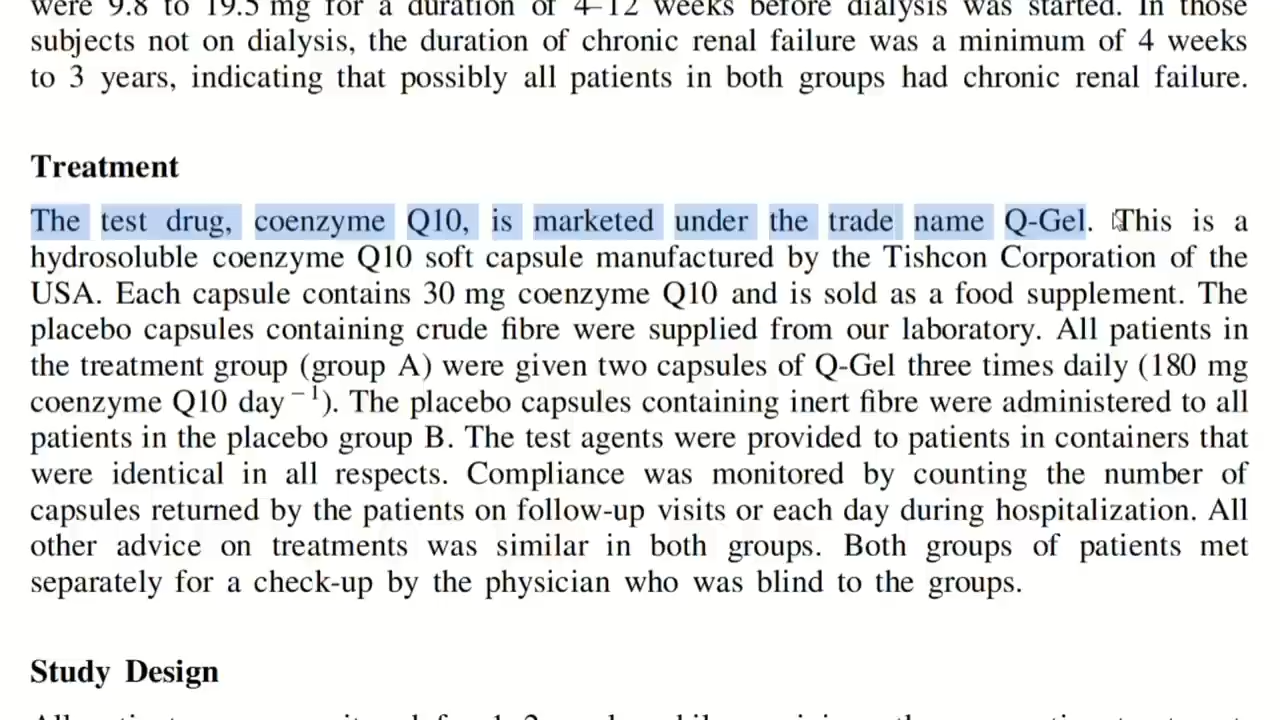 were 9.8 to 19.5 mg for a duration of 4–12 weeks before dialysis was started. In those
subjects not on dialysis, the duration of chronic renal failure was a minimum of 4 weeks
to 3 years, indicating that possibly all patients in both groups had chronic renal failure.
Treatment
The test drug, coenzyme Q10, is marketed under the trade name Q-Gel. This is a
hydrosoluble coenzyme Q10 soft capsule manufactured by the Tishcon Corporation of the
USA. Each capsule contains 30 mg coenzyme Q10 and is sold as a food supplement. The
placebo capsules containing crude fibre were supplied from our laboratory. All patients in
the treatment group (group A) were given two capsules of Q-Gel three times daily (180 mg
coenzyme Q10 day⁻¹). The placebo capsules containing inert fibre were administered to all
patients in the placebo group B. The test agents were provided to patients in containers that
were identical in all respects. Compliance was monitored by counting the number of
capsules returned by the patients on follow-up visits or each day during hospitalization. All
other advice on treatments was similar in both groups. Both groups of patients met
separately for a check-up by the physician who was blind to the groups.
Study Design